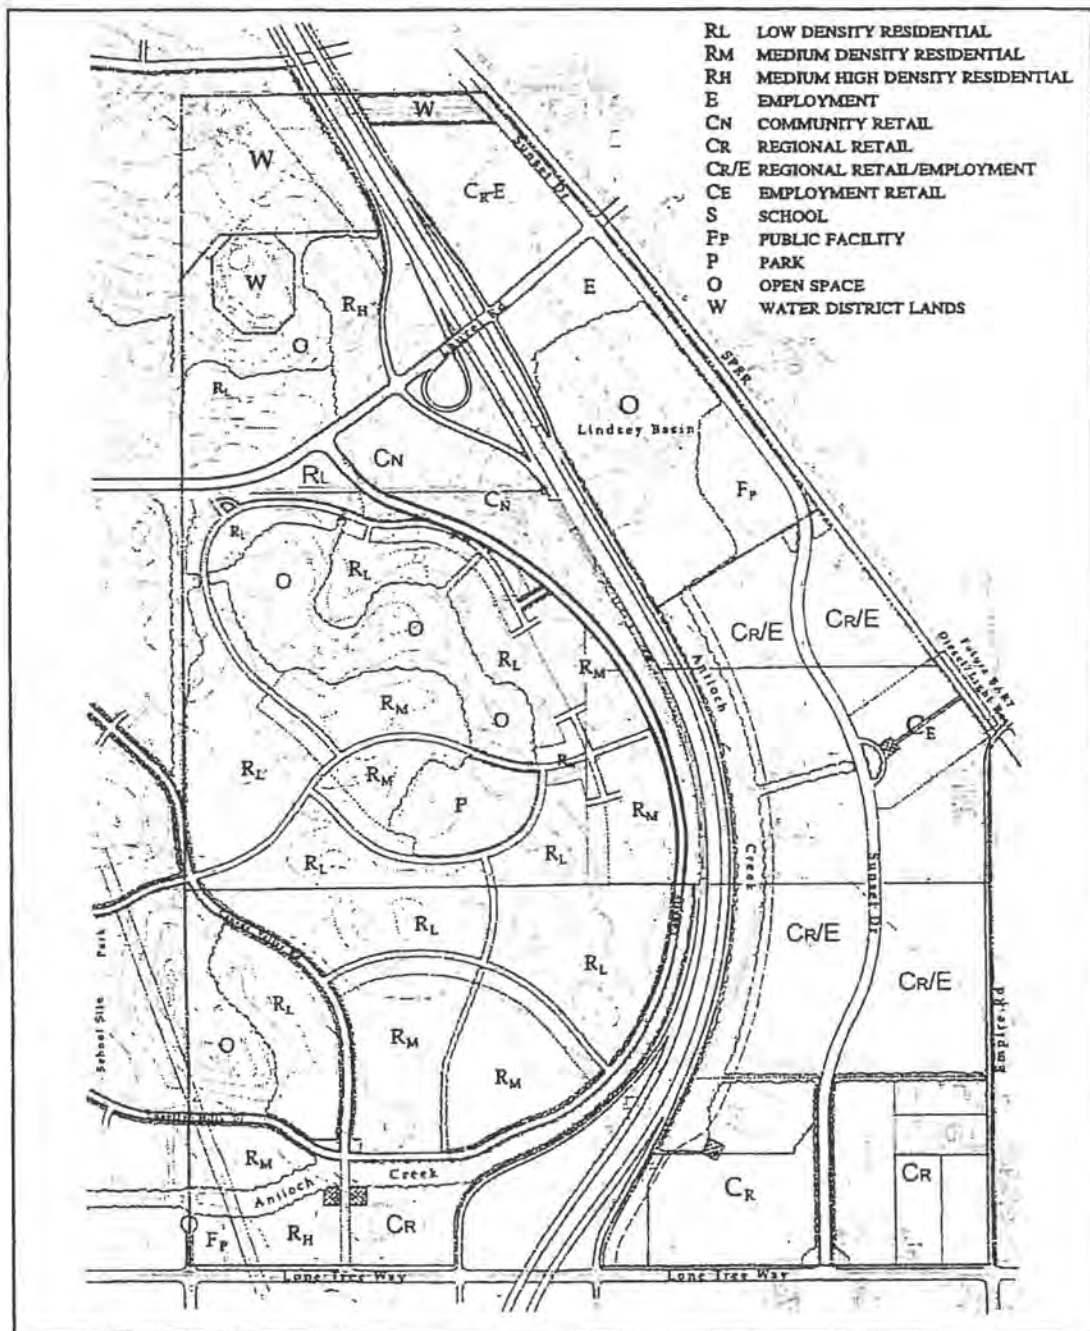 RL LOW DENSITY RESIDENTIAL
RM MEDIUM DENSITY RESIDENTIAL
RH MEDIUM HIGH DENSITY RESIDENTIAL
E EMPLOYMENT
CN COMMUNITY RETAIL
CR REGIONAL RETAIL
CR/E REGIONAL RETAIL/EMPLOYMENT
CE EMPLOYMENT RETAIL
S SCHOOL
FP PUBLIC FACILITY
P PARK
O OPEN SPACE
W WATER DISTRICT LANDS
W
Sunset Dr
W
CR/E
W
E
RH
O
SPRR
RL
O
Lindsey Basin
CN
RL
CN
FP
RL
O
RL
CR/E
CR/E
O
RL
RM
Antioch
Future BART
RM
O
CE
RL
RM
P
RM
RL
RL
Creek
Sunset Dr
RL
CR/E
RL
CR/E
School Site Park
RL
O
RM
RM
Empire Rd
RM
Antioch Creek
CR
CR
FP
RH
CR
Lone Tree Way
Lone Tree Way